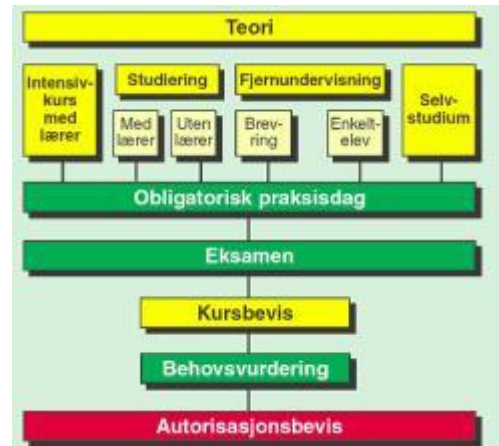 Teori
Intensiv-
kurs
med
lærer
Studiering
Fjernundervisning
Selv-
studium
Med
lærer
Uten
lærer
Brev-
ring
Enkelt-
elev
Obligatorisk praksisdag
Eksamen
Kursbevis
Behovsvurdering
Autorisasjonsbevis